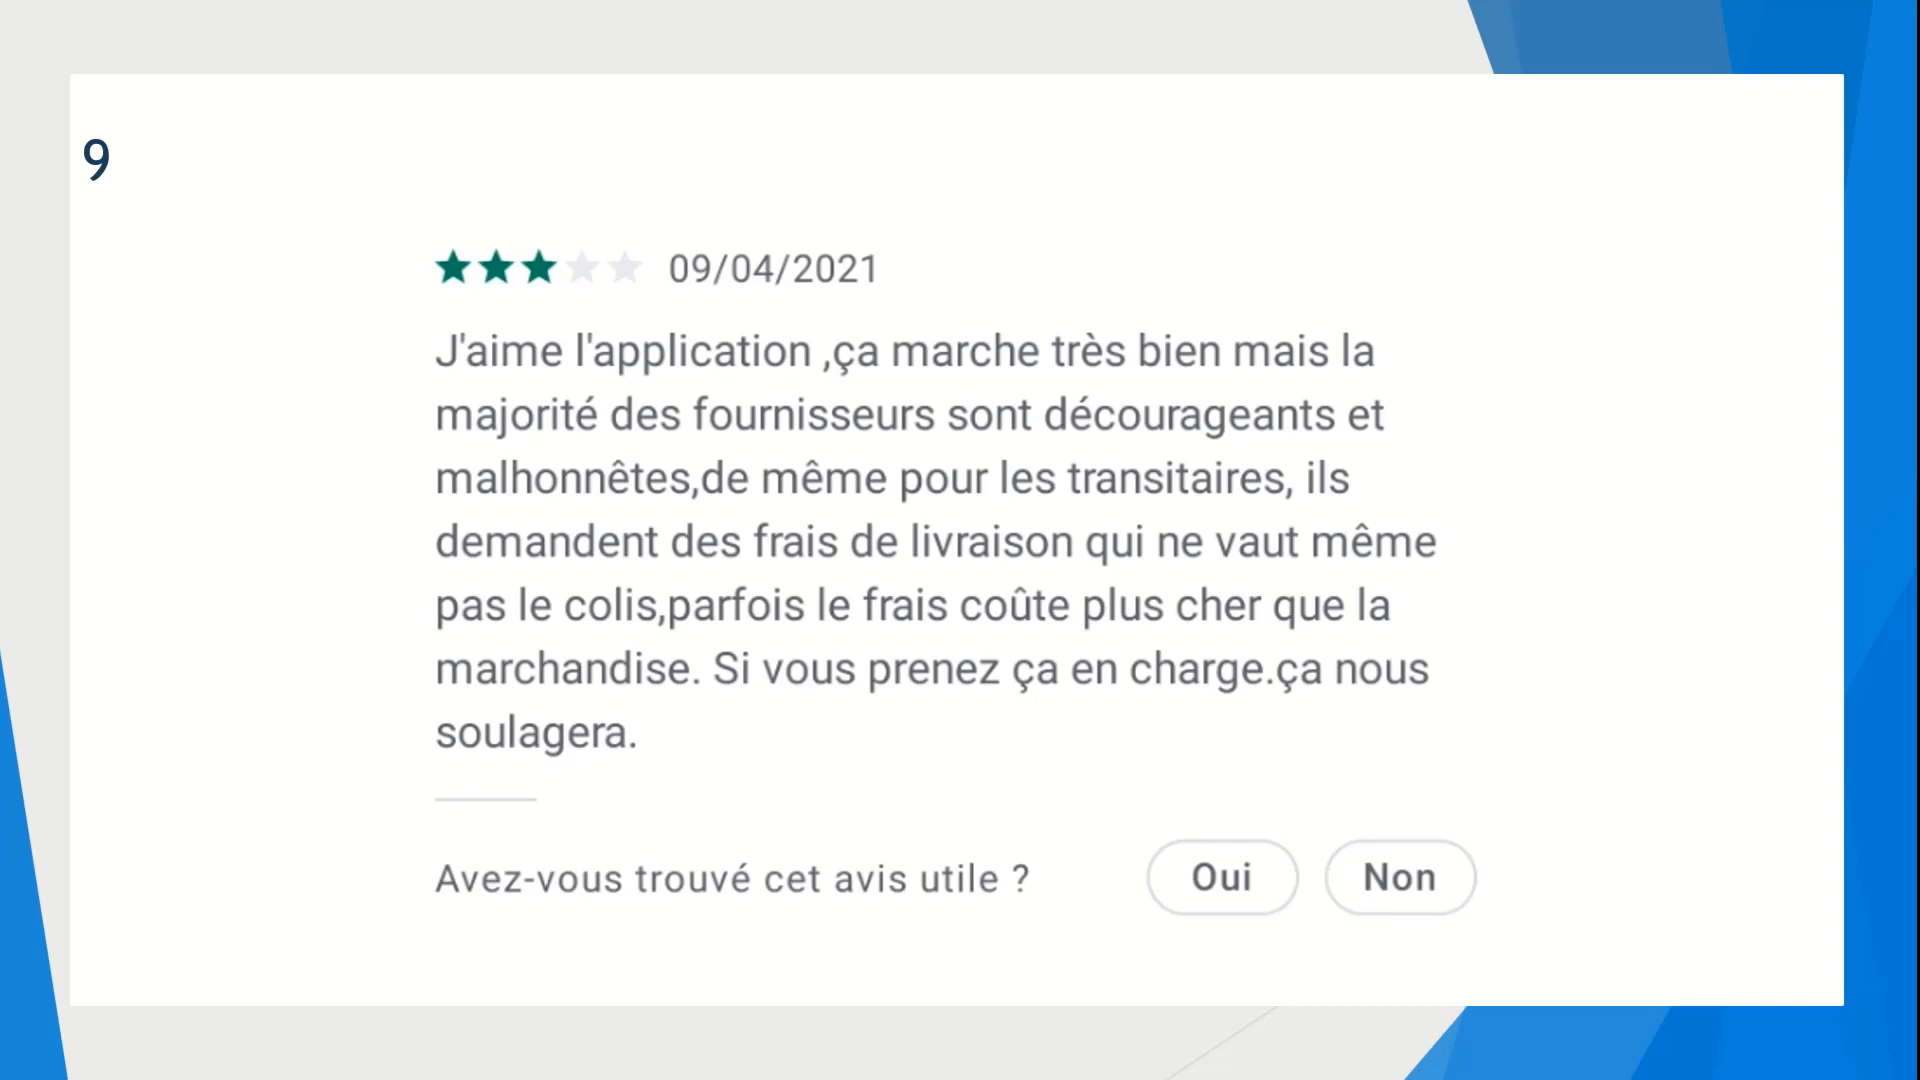 9
09/04/2021
J'aime l'application ,ça marche très bien mais la
majorité des fournisseurs sont décourageants et
malhonnêtes,de même pour les transitaires, ils
demandent des frais de livraison qui ne vaut même
pas le colis,parfois le frais coûte plus cher que la
marchandise. Si vous prenez ça en charge.ça nous
soulagera.
Avez-vous trouvé cet avis utile ? Oui Non